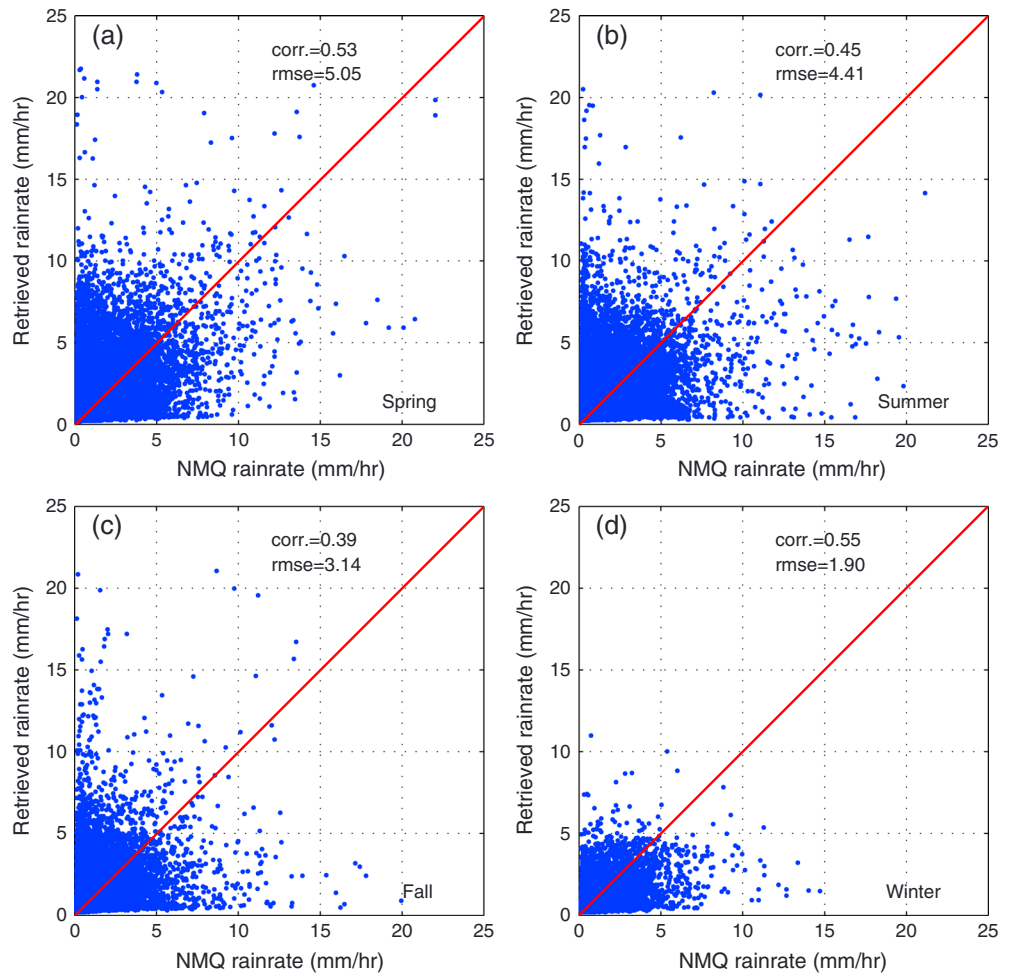 (a)
corr.=0.53
rmse=5.05
Spring
Retrieved rainrate (mm/hr)
25
20
15
10
5
0
0 5 10 15 20 25
NMQ rainrate (mm/hr)
(b)
corr.=0.45
rmse=4.41
Summer
Retrieved rainrate (mm/hr)
25
20
15
10
5
0
0 5 10 15 20 25
NMQ rainrate (mm/hr)
(c)
corr.=0.39
rmse=3.14
Fall
Retrieved rainrate (mm/hr)
25
20
15
10
5
0
0 5 10 15 20 25
NMQ rainrate (mm/hr)
(d)
corr.=0.55
rmse=1.90
Winter
Retrieved rainrate (mm/hr)
25
20
15
10
5
0
0 5 10 15 20 25
NMQ rainrate (mm/hr)